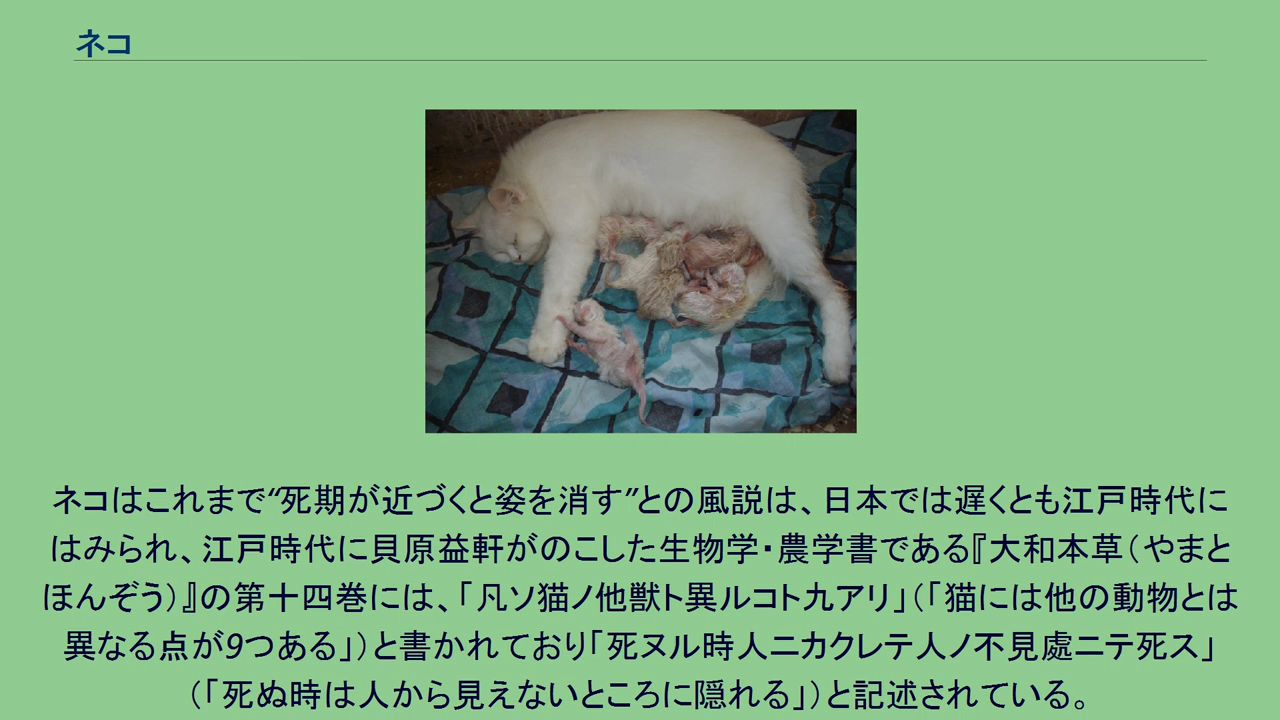 ネコ
ネコはこれまで“死期が近づくと姿を消す”との風説は、日本では遅くとも江戸時代に
はみられ、江戸時代に貝原益軒がのこした生物学・農学書である『大和本草（やまと
ほんぞう）』の第十四巻には、「凡ソ猫ノ他獣ト異ルコト九アリ」（「猫には他の動物とは
異なる点が9つある」）と書かれており「死ヌル時人ニカクレテ人ノ不見處ニテ死ス」
（「死ぬ時は人から見えないところに隠れる」）と記述されている。